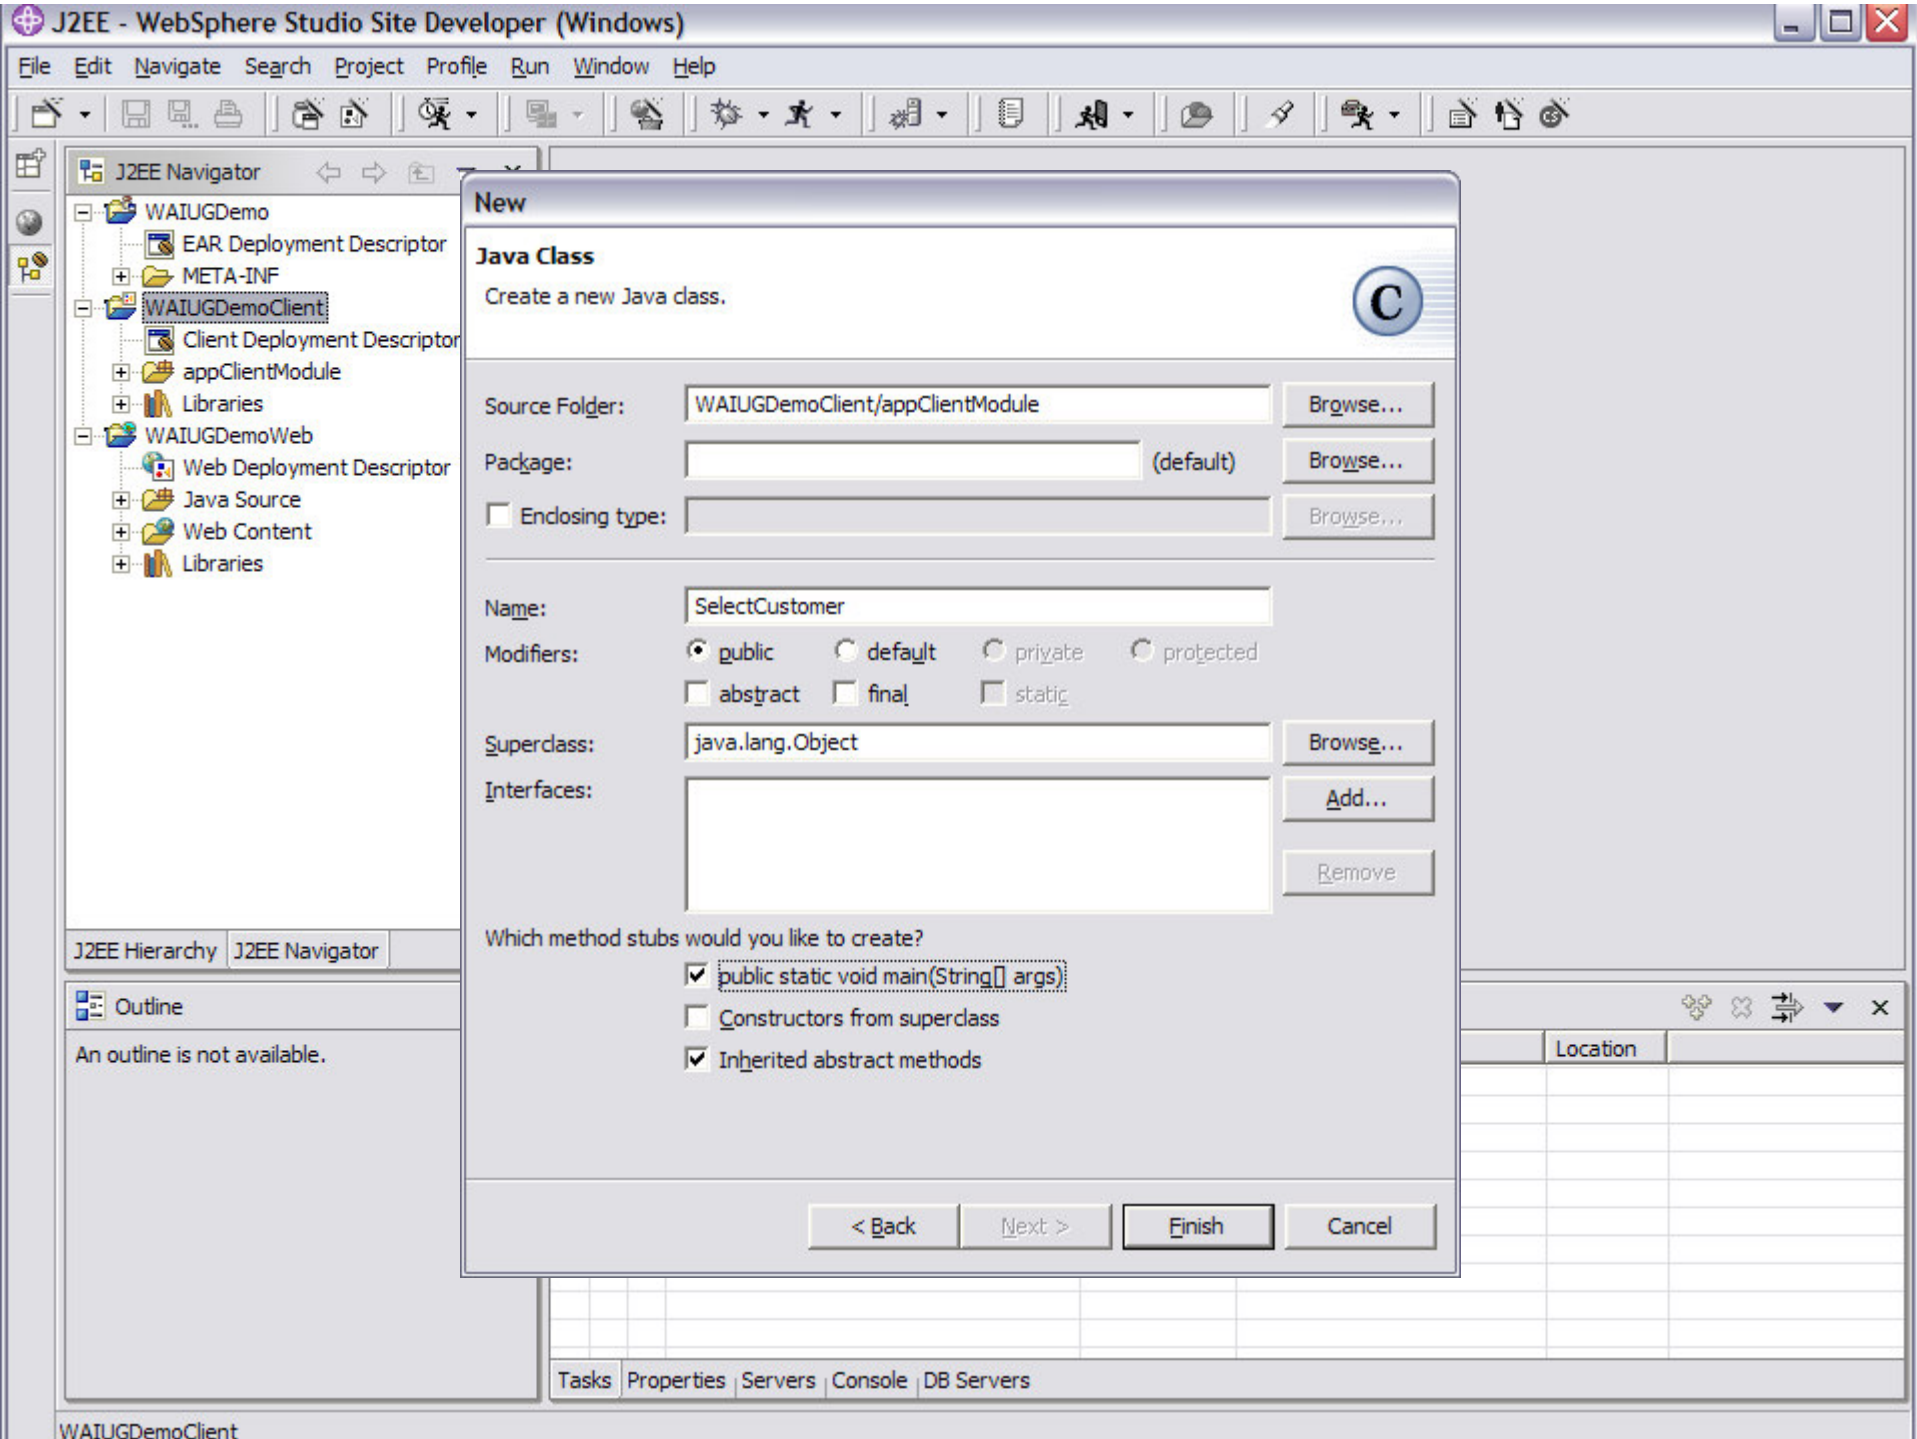 J2EE - WebSphere Studio Site Developer (Windows)
File Edit Navigate Search Project Profile Run Window Help
J2EE Navigator
WAIUGDemo
EAR Deployment Descriptor
META-INF
WAIUGDemoClient
Client Deployment Descriptor
appClientModule
Libraries
WAIUGDemoWeb
Web Deployment Descriptor
Java Source
Web Content
Libraries
J2EE Hierarchy J2EE Navigator
Outline
An outline is not available.
New
Java Class
Create a new Java class.
C
Source Folder: WAIUGDemoClient/appClientModule Browse...
Package: (default) Browse...
Enclosing type: Browse...
Name: SelectCustomer
Modifiers: public default private protected
abstract final static
Superclass: java.lang.Object Browse...
Interfaces: Add...
Remove
Which method stubs would you like to create?
public static void main(String[] args)
Constructors from superclass
Inherited abstract methods
< Back Next > Finish Cancel
Location
Tasks Properties Servers Console DB Servers
WAIUGDemoClient